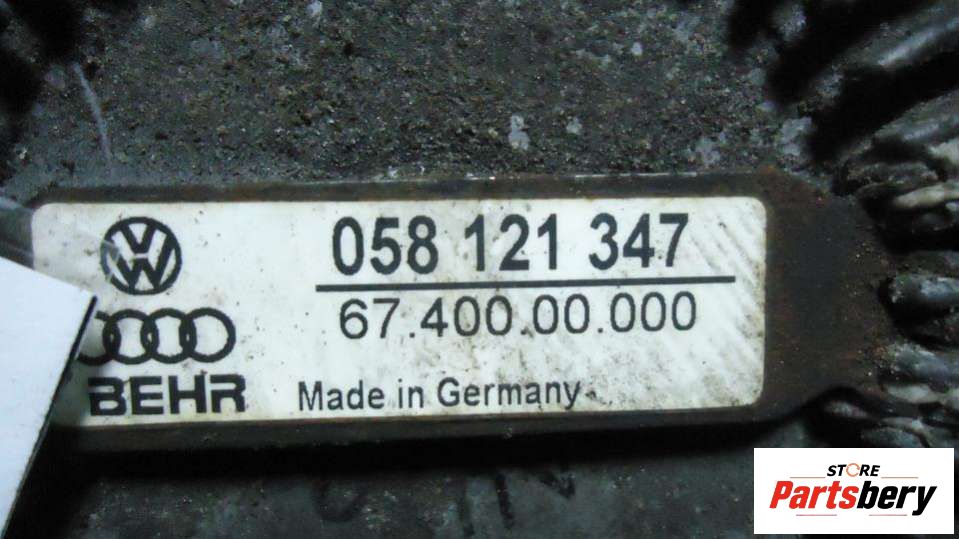 058 121 347
67.400.00.000
BEHR
Made in Germany
STORE
Partsbery